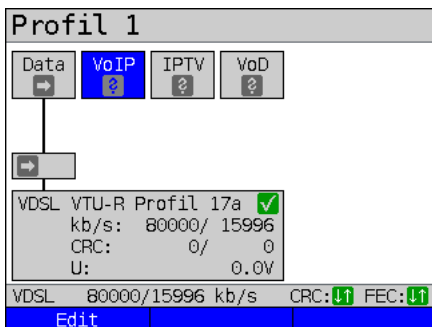 Profil 1
Data VoIP IPTV VoD
? ? ?
VDSL VTU-R Profil 17a
kb/s: 80000/ 15996
CRC: 0/ 0
U: 0.0V
VDSL 80000/15996 kb/s CRC: FEC:
Edit